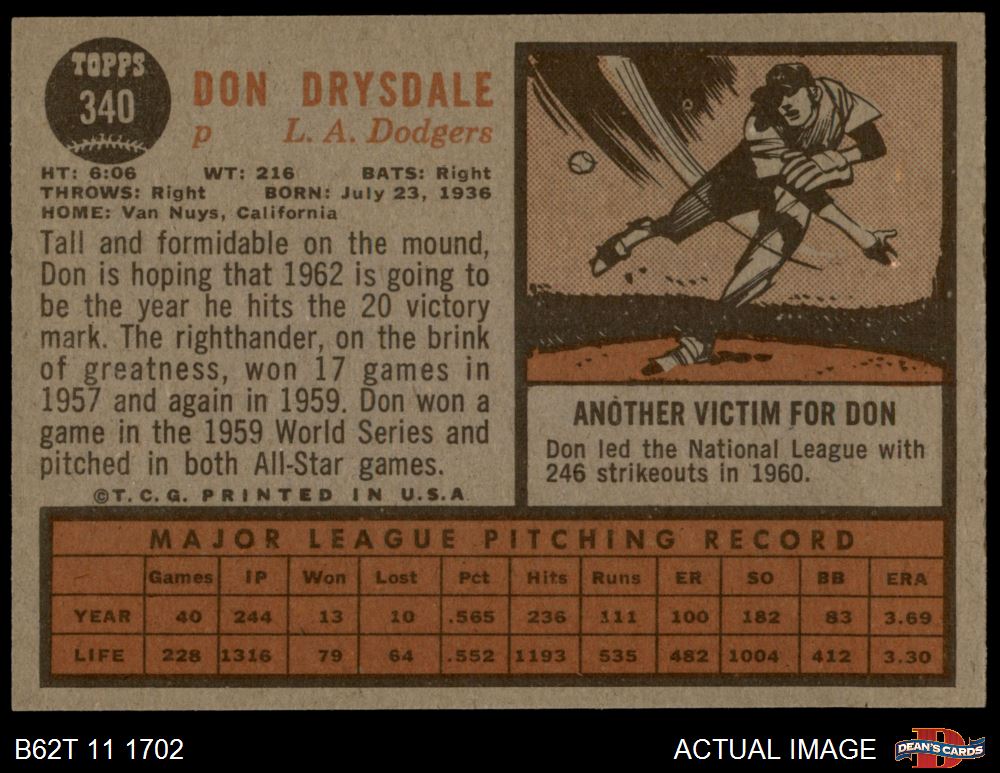 TOPPS
340
DON DRYSDALE
p L. A. Dodgers
HT: 6:06 WT: 216 BATS: Right
THROWS: Right BORN: July 23, 1936
HOME: Van Nuys, California
Tall and formidable on the mound,
Don is hoping that 1962 is going to
be the year he hits the 20 victory
mark. The righthander, on the brink
of greatness, won 17 games in
1957 and again in 1959. Don won a
game in the 1959 World Series and
pitched in both All-Star games.
©T. C. G. PRINTED IN U.S.A.
ANOTHER VICTIM FOR DON
Don led the National League with
246 strikeouts in 1960.
MAJOR LEAGUE PITCHING RECORD
Games IP Won Lost Pct Hits Runs ER SO BB ERA
YEAR 40 244 13 10 .565 236 111 100 182 83 3.69
LIFE 228 1316 79 64 .552 1193 535 482 1004 412 3.30
B62T 11 1702
ACTUAL IMAGE
D
DEAN'S CARDS